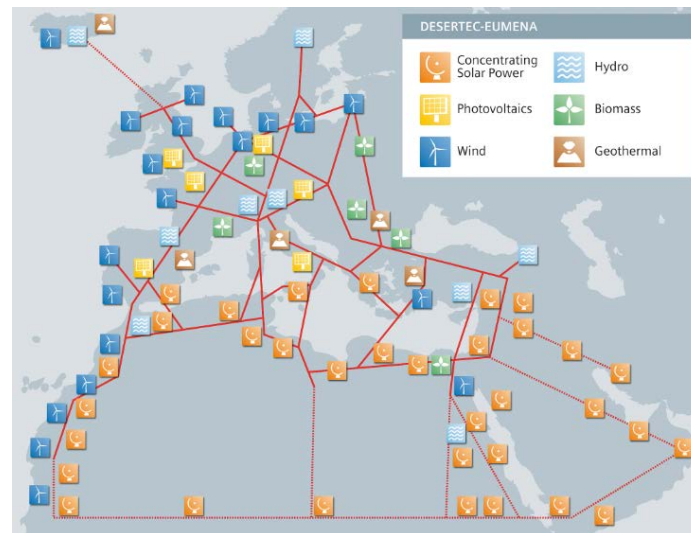 DESERTEC-EUMENA
Concentrating
Solar Power
Hydro
Photovoltaics
Biomass
Wind
Geothermal